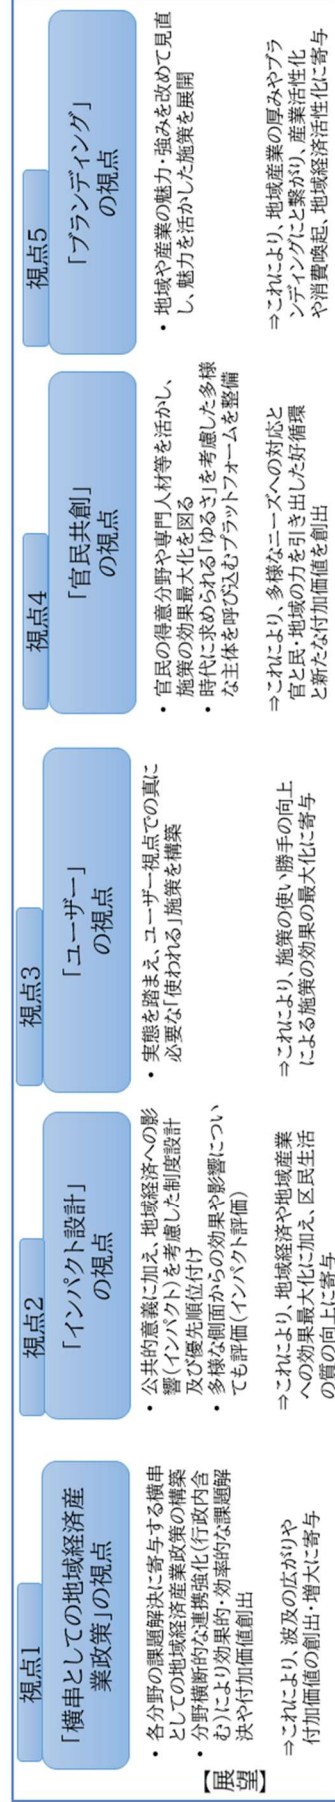 視点1
「横串としての地域経済産
業政策」の視点
【展望】
• 各分野の課題解決に寄与する横串
としての地域経済産業政策の構築
• 分野横断的な連携強化(行政内含
む)により効果的・効率的な課題解
決や付加価値創出
⇒これにより、波及の広がりや
付加価値の創出・増大に寄与
視点2
「インパクト設計」
の視点
• 公共的意義に加え、地域経済への影
響(インパクト)を考慮した制度設計
及び優先順位付け
• 多様な側面からの効果や影響につい
ても評価(インパクト評価)
⇒これにより、地域経済や地域産業
への効果最大化に加え、区民生活
の質の向上に寄与
視点3
「ユーザー」
の視点
• 実態を踏まえ、ユーザー視点での真に
必要な「使われる」施策を構築
⇒これにより、施策の使い勝手の向上
による施策の効果の最大化に寄与
視点4
「官民共創」
の視点
• 官民の得意分野や専門人材等を活かし、
施策の効果最大化を図る
• 時代に求められる「ゆるさ」を考慮した多様
な主体を呼び込むプラットフォームを整備
⇒これにより、多様なニーズへの対応と
官と民・地域の力を引き出した好循環
と新たな付加価値を創出
視点5
「ブランディング」
の視点
• 地域や産業の魅力・強みを改めて見直
し、魅力を活かした施策を展開
⇒これにより、地域産業の厚みやブラ
ンディングにと繋がり、産業活性化
や消費喚起、地域経済活性化に寄与